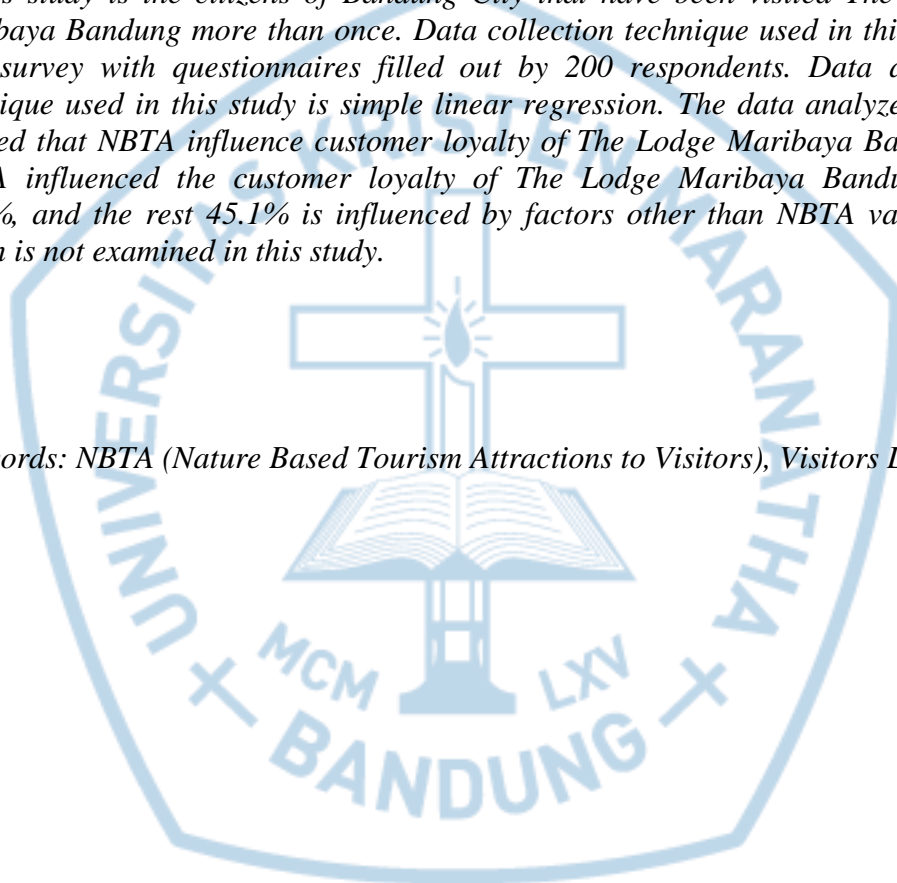 s study is the citizens of Bandung City that have been visited The
baya Bandung more than once. Data collection technique used in thi
survey with questionnaires filled out by 200 respondents. Data a
ique used in this study is simple linear regression. The data analyze
ed that NBTA influence customer loyalty of The Lodge Maribaya Ba
A influenced the customer loyalty of The Lodge Maribaya Bandu
%, and the rest 45.1% is influenced by factors other than NBTA va
n is not examined in this study.
UNIVERSITAS KRISTEN MARANATHA
ords: NBTA (Nature Based Tourism Attractions to Visitors), Visitors L
MCM LXV
BANDUNG